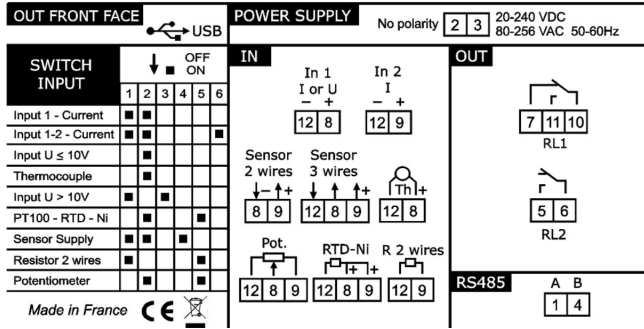 OUT FRONT FACE
USB
POWER SUPPLY
No polarity 2 3 20-240 VDC
80-256 VAC 50-60Hz
SWITCH
INPUT
OFF
ON
1 2 3 4 5 6
Input 1 - Current
Input 1-2 - Current
Input U ≤ 10V
Thermocouple
Input U > 10V
PT100 - RTD - Ni
Sensor Supply
Resistor 2 wires
Potentiometer
Made in France CE
IN
In 1
I or U
- +
12 8
In 2
I
- +
12 9
Sensor
2 wires
- +
8 9
Sensor
3 wires
+
12 8 9
Th +
12 8
Pot.
12 8 9
RTD-Ni
+ +
12 8 9
R 2 wires
12 9
OUT
7 11 10
RL1
5 6
RL2
RS485
A B
1 4